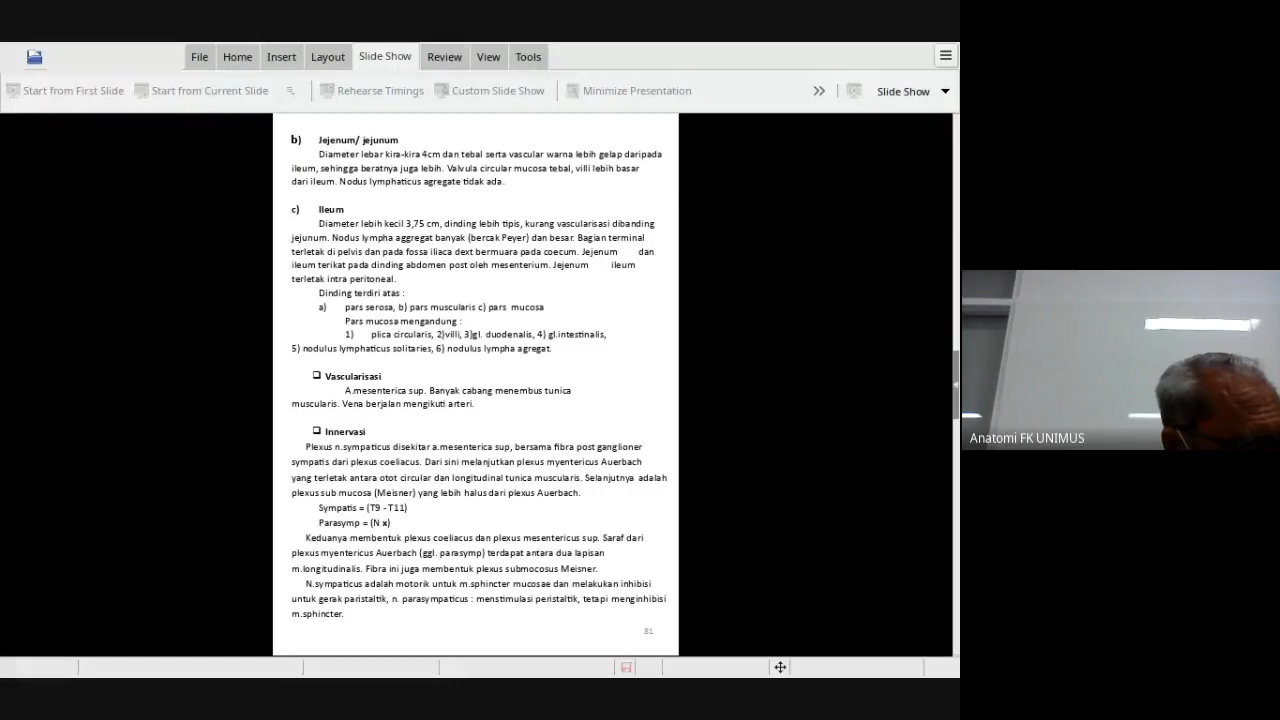 File Home Insert Layout Slide Show Review View Tools
Start from First Slide Start from Current Slide Rehearse Timings Custom Slide Show Minimize Presentation Slide Show
b) Jejenum/ jejunum
Diameter lebar kira-kira 4cm dan tebal serta vascular warna lebih gelap daripada
ileum, sehingga beratnya juga lebih. Valvula circular mucosa tebal, villi lebih basar
dari ileum. Nodus lymphaticus agregate tidak ada.
c) Ileum
Diameter lebih kecil 3,75 cm, dinding lebih tipis, kurang vascularisasi dibanding
jejunum. Nodus lympha aggregat banyak (bercak Peyer) dan besar. Bagian terminal
terletak di pelvis dan pada fossa iliaca dext bermuara pada coecum. Jejenum dan
ileum terikat pada dinding abdomen post oleh mesenterium. Jejenum ileum
terletak intra peritoneal.
Dinding terdiri atas :
a) pars serosa, b) pars muscularis c) pars mucosa
Pars mucosa mengandung :
1) plica circularis, 2)villi, 3)gl. duodenalis, 4) gl.intestinalis,
5) nodulus lymphaticus solitaries, 6) nodulus lympha agregat.
Vascularisasi
A.mesenterica sup. Banyak cabang menembus tunica
muscularis. Vena berjalan mengikuti arteri.
Innervasi
Plexus n.sympaticus disekitar a.mesenterica sup, bersama fibra post ganglioner
sympatis dari plexus coeliacus. Dari sini melanjutkan plexus myentericus Auerbach
yang terletak antara otot circular dan longitudinal tunica muscularis. Selanjutnya adalah
plexus sub mucosa (Meisner) yang lebih halus dari plexus Auerbach.
Sympatis = (T9 - T11)
Parasymp = (N x)
Keduanya membentuk plexus coeliacus dan plexus mesentericus sup. Saraf dari
plexus myentericus Auerbach (ggl. parasymp) terdapat antara dua lapisan
m.longitudinalis. Fibra ini juga membentuk plexus submocosus Meisner.
N.sympaticus adalah motorik untuk m.sphincter mucosae dan melakukan inhibisi
untuk gerak paristaltik, n. parasympaticus : menstimulasi peristaltik, tetapi menginhibisi
m.sphincter.
81
Anatomi FK UNIMUS